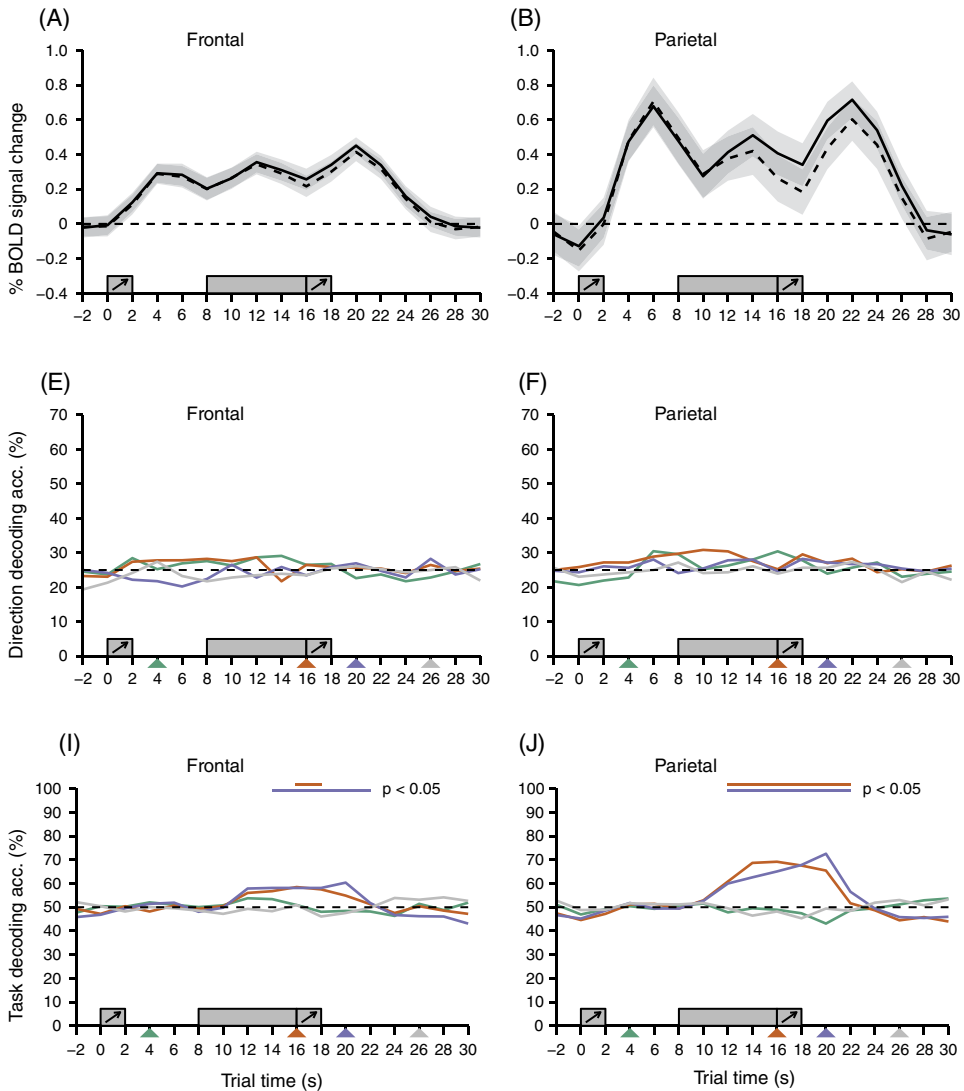 (A)
Frontal
% BOLD signal change
1.0
0.8
0.6
0.4
0.2
0
−0.2
−0.4
−2 0 2 4 6 8 10 12 14 16 18 20 22 24 26 28 30
(B)
Parietal
1.0
0.8
0.6
0.4
0.2
0
−0.2
−0.4
−2 0 2 4 6 8 10 12 14 16 18 20 22 24 26 28 30
(E)
Frontal
Direction decoding acc. (%)
70
60
50
40
30
20
10
0
−2 0 2 4 6 8 10 12 14 16 18 20 22 24 26 28 30
(F)
Parietal
70
60
50
40
30
20
10
0
−2 0 2 4 6 8 10 12 14 16 18 20 22 24 26 28 30
(I)
Frontal
p < 0.05
Task decoding acc. (%)
100
90
80
70
60
50
40
30
20
10
0
−2 0 2 4 6 8 10 12 14 16 18 20 22 24 26 28 30
Trial time (s)
(J)
Parietal
p < 0.05
100
90
80
70
60
50
40
30
20
10
0
−2 0 2 4 6 8 10 12 14 16 18 20 22 24 26 28 30
Trial time (s)